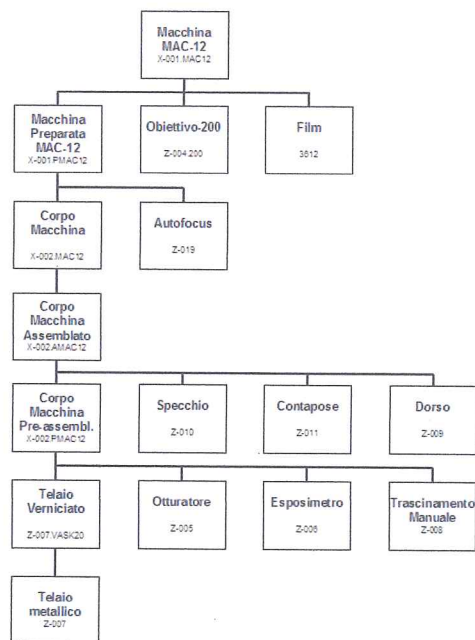 Macchina
MAC-12
X-001.MAC12
Macchina
Preparata
MAC-12
X-001.PMAC12
Obiettivo-200
Z-004.200
Film
3612
Corpo
Macchina
X-002.MAC12
Autofocus
Z-019
Corpo
Macchina
Assemblato
X-002.AMAC12
Corpo
Macchina
Pre-assembl.
X-002.PMAC12
Specchio
Z-010
Contapose
Z-011
Dorso
Z-009
Telaio
Verniciato
Z-007.VASK20
Otturatore
Z-005
Esposimetro
Z-006
Trascinamento
Manuale
Z-008
Telaio
metallico
Z-007